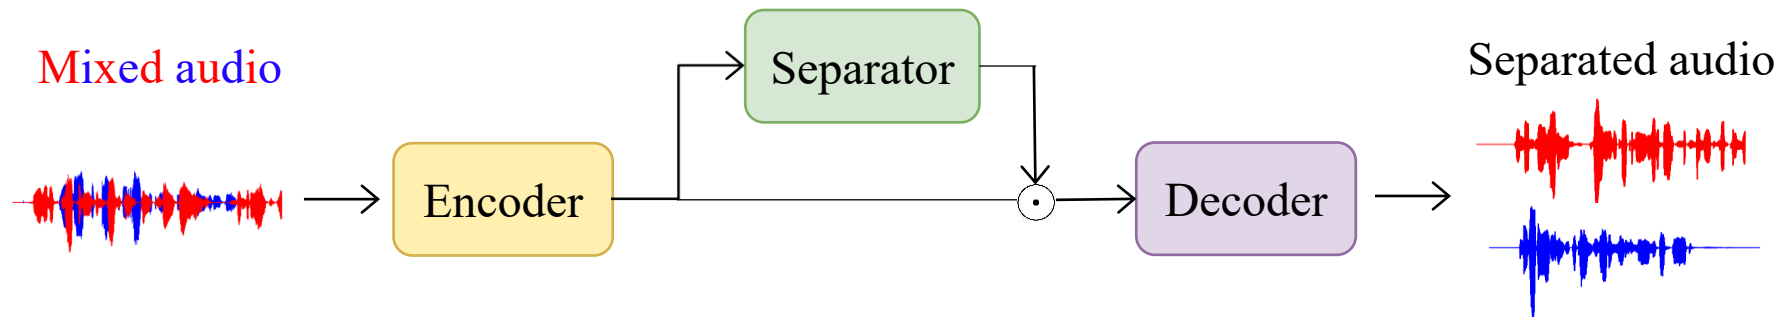 Mixed audio
Encoder
Separator
Decoder
Separated audio